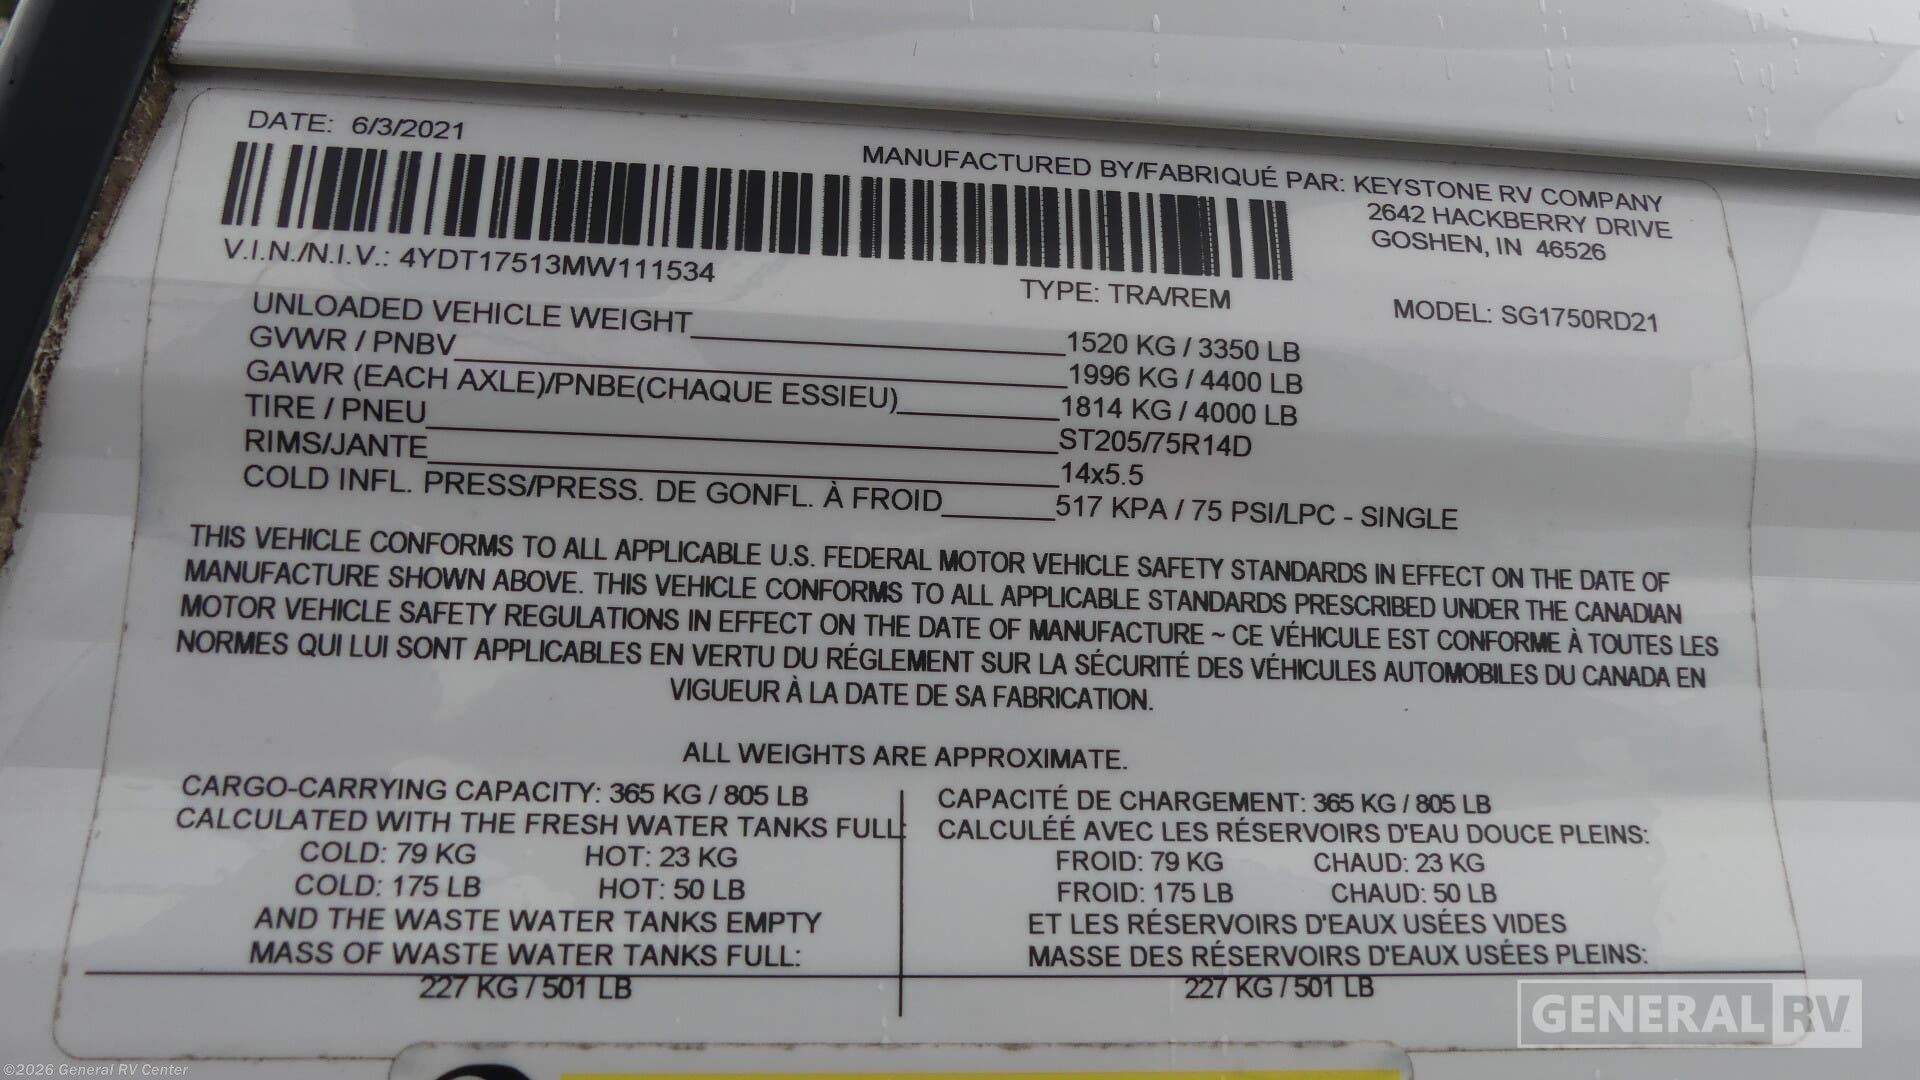 DATE: 6/3/2021
MANUFACTURED BY/FABRIQUÉ PAR: KEYSTONE RV COMPANY
2642 HACKBERRY DRIVE
GOSHEN, IN 46526
V.I.N./N.I.V.: 4YDT17513MW111534
TYPE: TRA/REM
MODEL: SG1750RD21
UNLOADED VEHICLE WEIGHT 1520 KG / 3350 LB
GVWR / PNBV 1996 KG / 4400 LB
GAWR (EACH AXLE)/PNBE(CHAQUE ESSIEU) 1814 KG / 4000 LB
TIRE / PNEU ST205/75R14D
RIMS/JANTE 14x5.5
COLD INFL. PRESS/PRESS. DE GONFL. À FROID 517 KPA / 75 PSI/LPC - SINGLE
THIS VEHICLE CONFORMS TO ALL APPLICABLE U.S. FEDERAL MOTOR VEHICLE SAFETY STANDARDS IN EFFECT ON THE DATE OF
MANUFACTURE SHOWN ABOVE. THIS VEHICLE CONFORMS TO ALL APPLICABLE STANDARDS PRESCRIBED UNDER THE CANADIAN
MOTOR VEHICLE SAFETY REGULATIONS IN EFFECT ON THE DATE OF MANUFACTURE ~ CE VÉHICULE EST CONFORME À TOUTES LES
NORMES QUI LUI SONT APPLICABLES EN VERTU DU RÉGLEMENT SUR LA SÉCURITÉ DES VÉHICULES AUTOMOBILES DU CANADA EN
VIGUEUR À LA DATE DE SA FABRICATION.
ALL WEIGHTS ARE APPROXIMATE.
CARGO-CARRYING CAPACITY: 365 KG / 805 LB
CALCULATED WITH THE FRESH WATER TANKS FULL:
COLD: 79 KG HOT: 23 KG
COLD: 175 LB HOT: 50 LB
AND THE WASTE WATER TANKS EMPTY
MASS OF WASTE WATER TANKS FULL:
227 KG / 501 LB
CAPACITÉ DE CHARGEMENT: 365 KG / 805 LB
CALCULÉÉ AVEC LES RÉSERVOIRS D'EAU DOUCE PLEINS:
FROID: 79 KG CHAUD: 23 KG
FROID: 175 LB CHAUD: 50 LB
ET LES RÉSERVOIRS D'EAUX USÉES VIDES
MASSE DES RÉSERVOIRS D'EAUX USÉES PLEINS:
227 KG / 501 LB
GENERAL RV
©2026 General RV Center